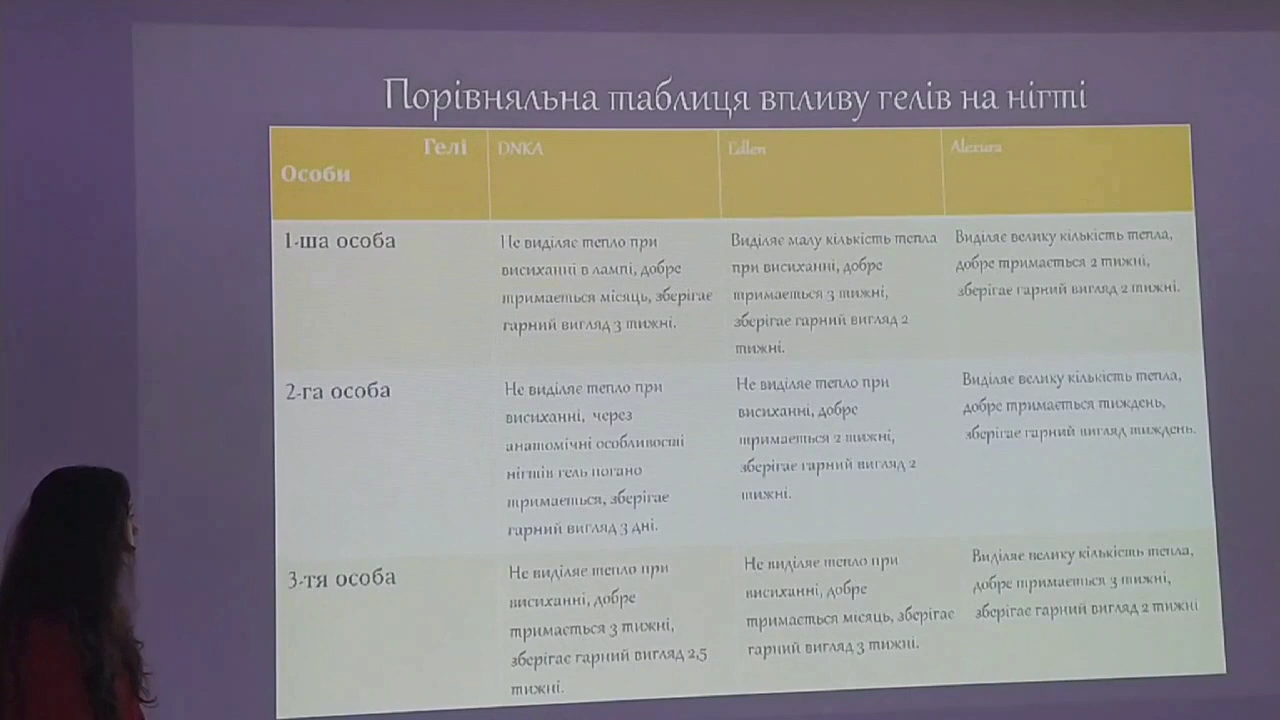 Порівняльна таблиця впливу гелів на нігті
Гелі
Особи
DNKA
Edlen
Alezura
1-ша особа
Не виділяє тепло при
висиханні в лампі, добре
тримається місяць, зберігає
гарний вигляд 3 тижні.
Виділяє малу кількість тепла
при висиханні, добре
тримається 3 тижні,
зберігає гарний вигляд 2
тижні.
Виділяє велику кількість тепла,
добре тримається 2 тижні,
зберігає гарний вигляд 2 тижні.
2-га особа
Не виділяє тепло при
висиханні, через
анатомічні особливості
нігтів гель погано
тримається, зберігає
гарний вигляд 3 дні.
Не виділяє тепло при
висиханні, добре
тримається 2 тижні,
зберігає гарний вигляд 2
тижні.
Виділяє велику кількість тепла,
добре тримається тиждень,
зберігає гарний вигляд тиждень.
3-тя особа
Не виділяє тепло при
висиханні, добре
тримається 3 тижні,
зберігає гарний вигляд 2,5
тижні.
Не виділяє тепло при
висиханні, добре
тримається місяць, зберігає
гарний вигляд 3 тижні.
Виділяє велику кількість тепла,
добре тримається 3 тижні,
зберігає гарний вигляд 2 тижні